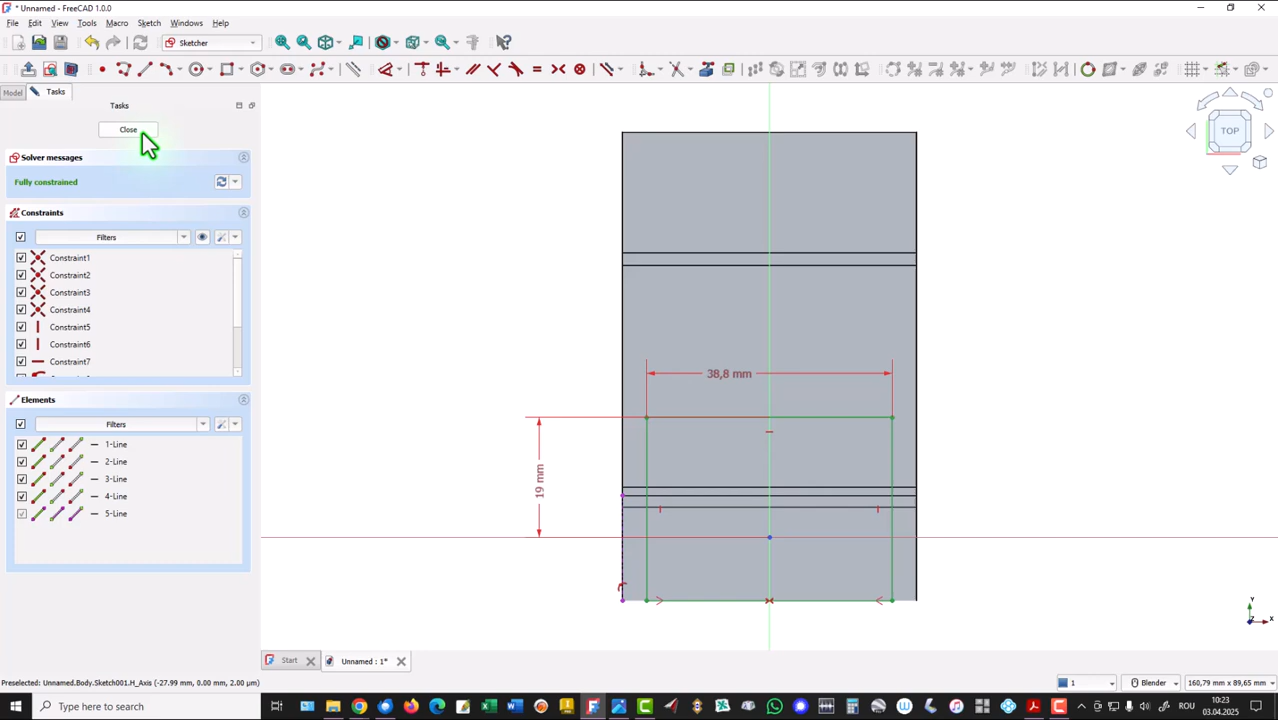 * Unnamed - FreeCAD 1.0.0
File Edit View Tools Macro Sketch Windows Help
Sketcher
Model Tasks
Tasks
Close
Solver messages
Fully constrained
Constraints
Filters
Constraint1
Constraint2
Constraint3
Constraint4
Constraint5
Constraint6
Constraint7
Elements
Filters
1-Line
2-Line
3-Line
4-Line
5-Line
TOP
38,8 mm
19 mm
Y
Z X
Start
Unnamed : 1*
Preselected: Unnamed.Body.Sketch001.H_Axis (-27.99 mm, 0.00 mm, 2.00 µm)
1
Blender
160,79 mm × 89,65 mm
Type here to search
ROU
10:23
03.04.2025